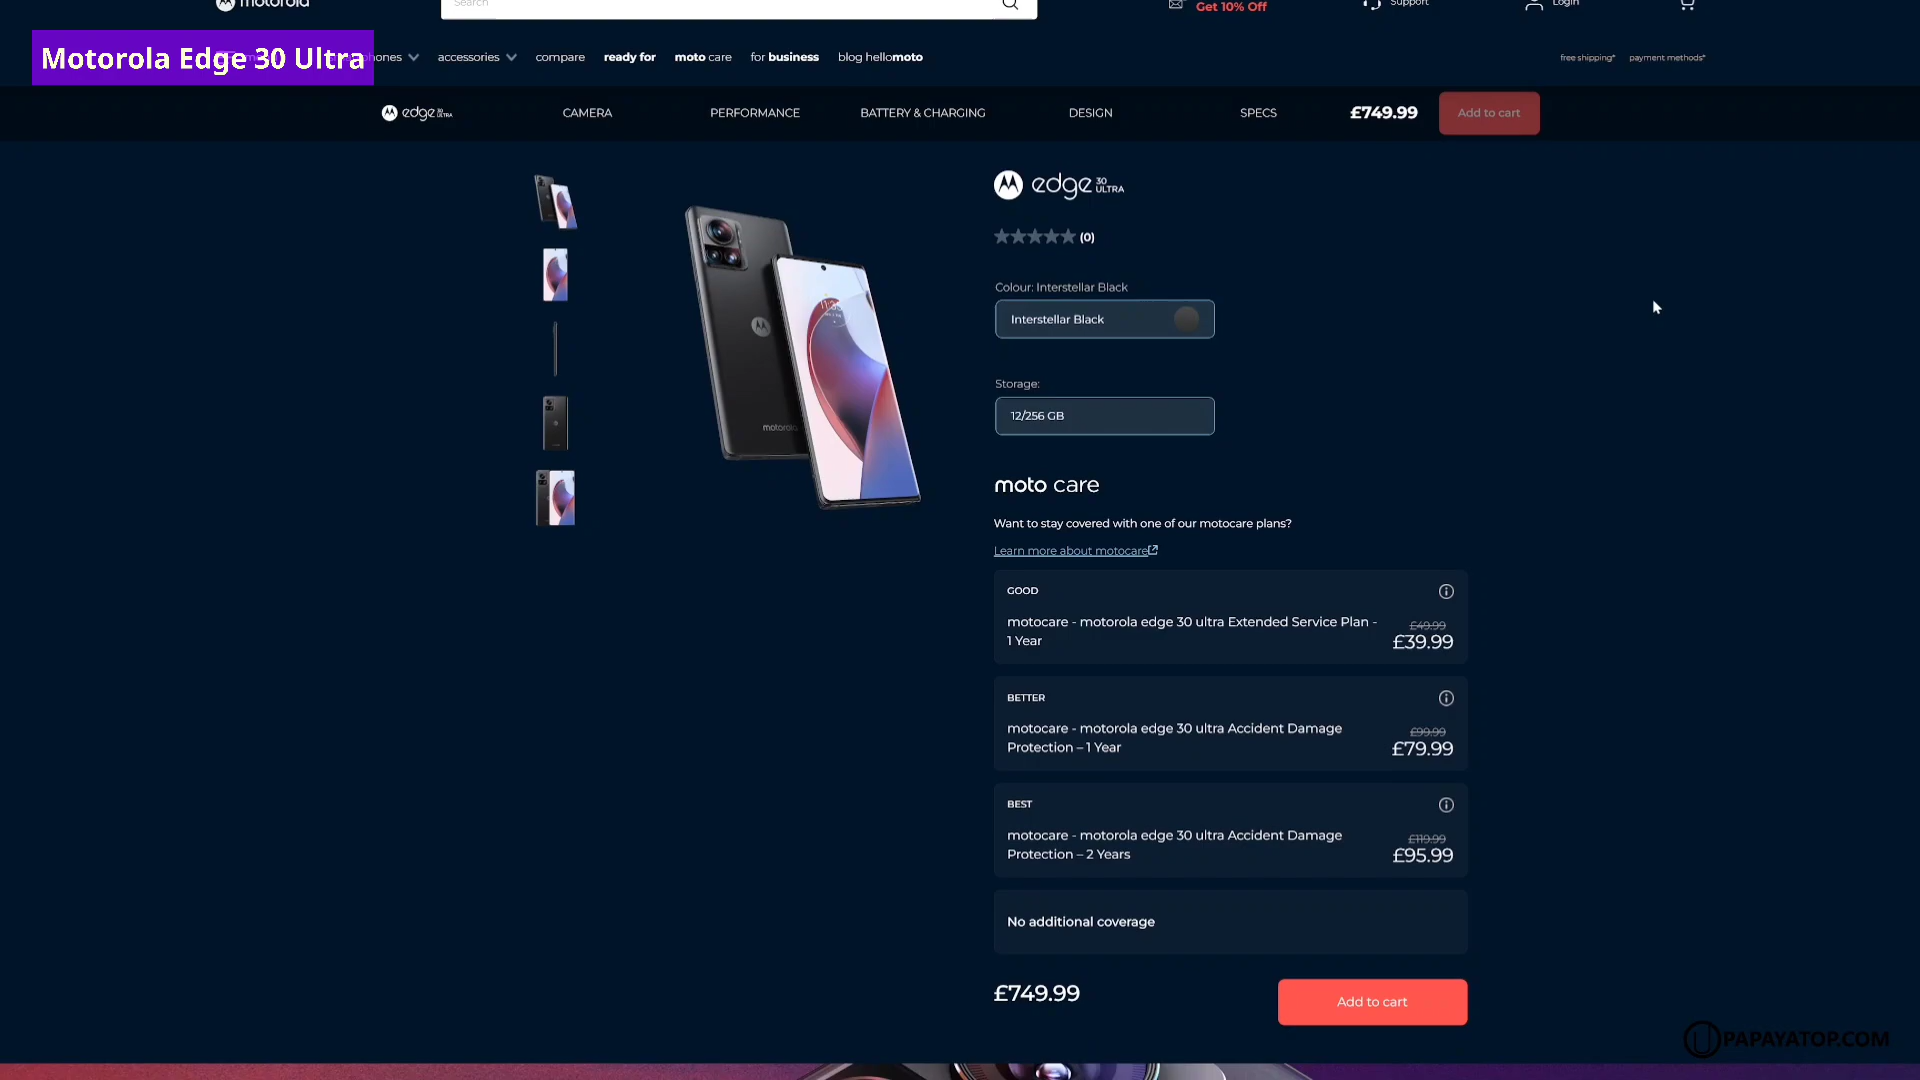 motorola
Search
Get 10% Off
Support
Login
Motorola Edge 30 Ultra
phones
accessories
compare
ready for
moto care
for business
blog hellomoto
free shipping*
payment methods*
edge 30 ULTRA
CAMERA
PERFORMANCE
BATTERY & CHARGING
DESIGN
SPECS
£749.99
Add to cart
edge 30 ULTRA
(0)
Colour: Interstellar Black
Interstellar Black
Storage:
12/256 GB
motorola
moto care
Want to stay covered with one of our motocare plans?
Learn more about motocare
GOOD
motocare - motorola edge 30 ultra Extended Service Plan -
1 Year
£49.99
£39.99
BETTER
motocare - motorola edge 30 ultra Accident Damage
Protection – 1 Year
£99.99
£79.99
BEST
motocare - motorola edge 30 ultra Accident Damage
Protection – 2 Years
£119.99
£95.99
No additional coverage
£749.99
Add to cart
PAPAYATOP.COM